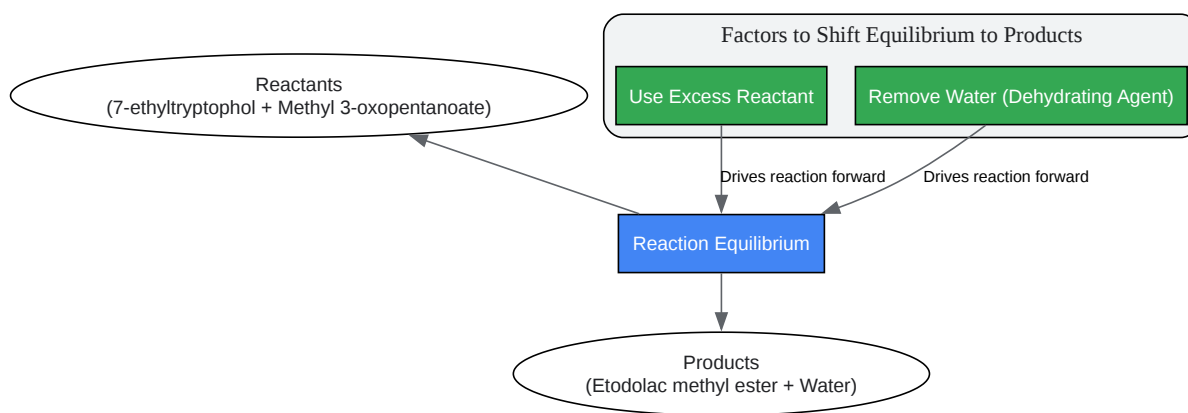 Factors to Shift Equilibrium to Products
Reactants
(7-ethyltryptophol + Methyl 3-oxopentanoate)
Use Excess Reactant
Remove Water (Dehydrating Agent)
Drives reaction forward
Drives reaction forward
Reaction Equilibrium
Products
(Etodolac methyl ester + Water)